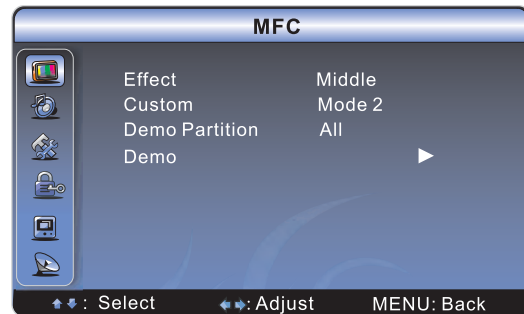 MFC
Effect Middle
Custom Mode 2
Demo Partition All
Demo
: Select : Adjust MENU: Back